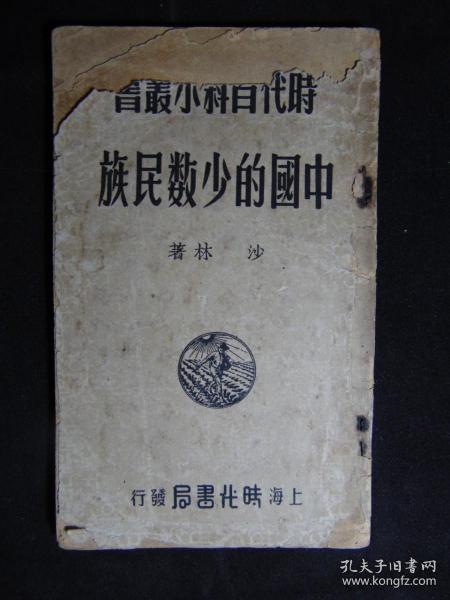 時代百科小叢書
中國的少数民族
沙林著
上海時代書局發行
孔夫子旧书网
www.kongfz.com